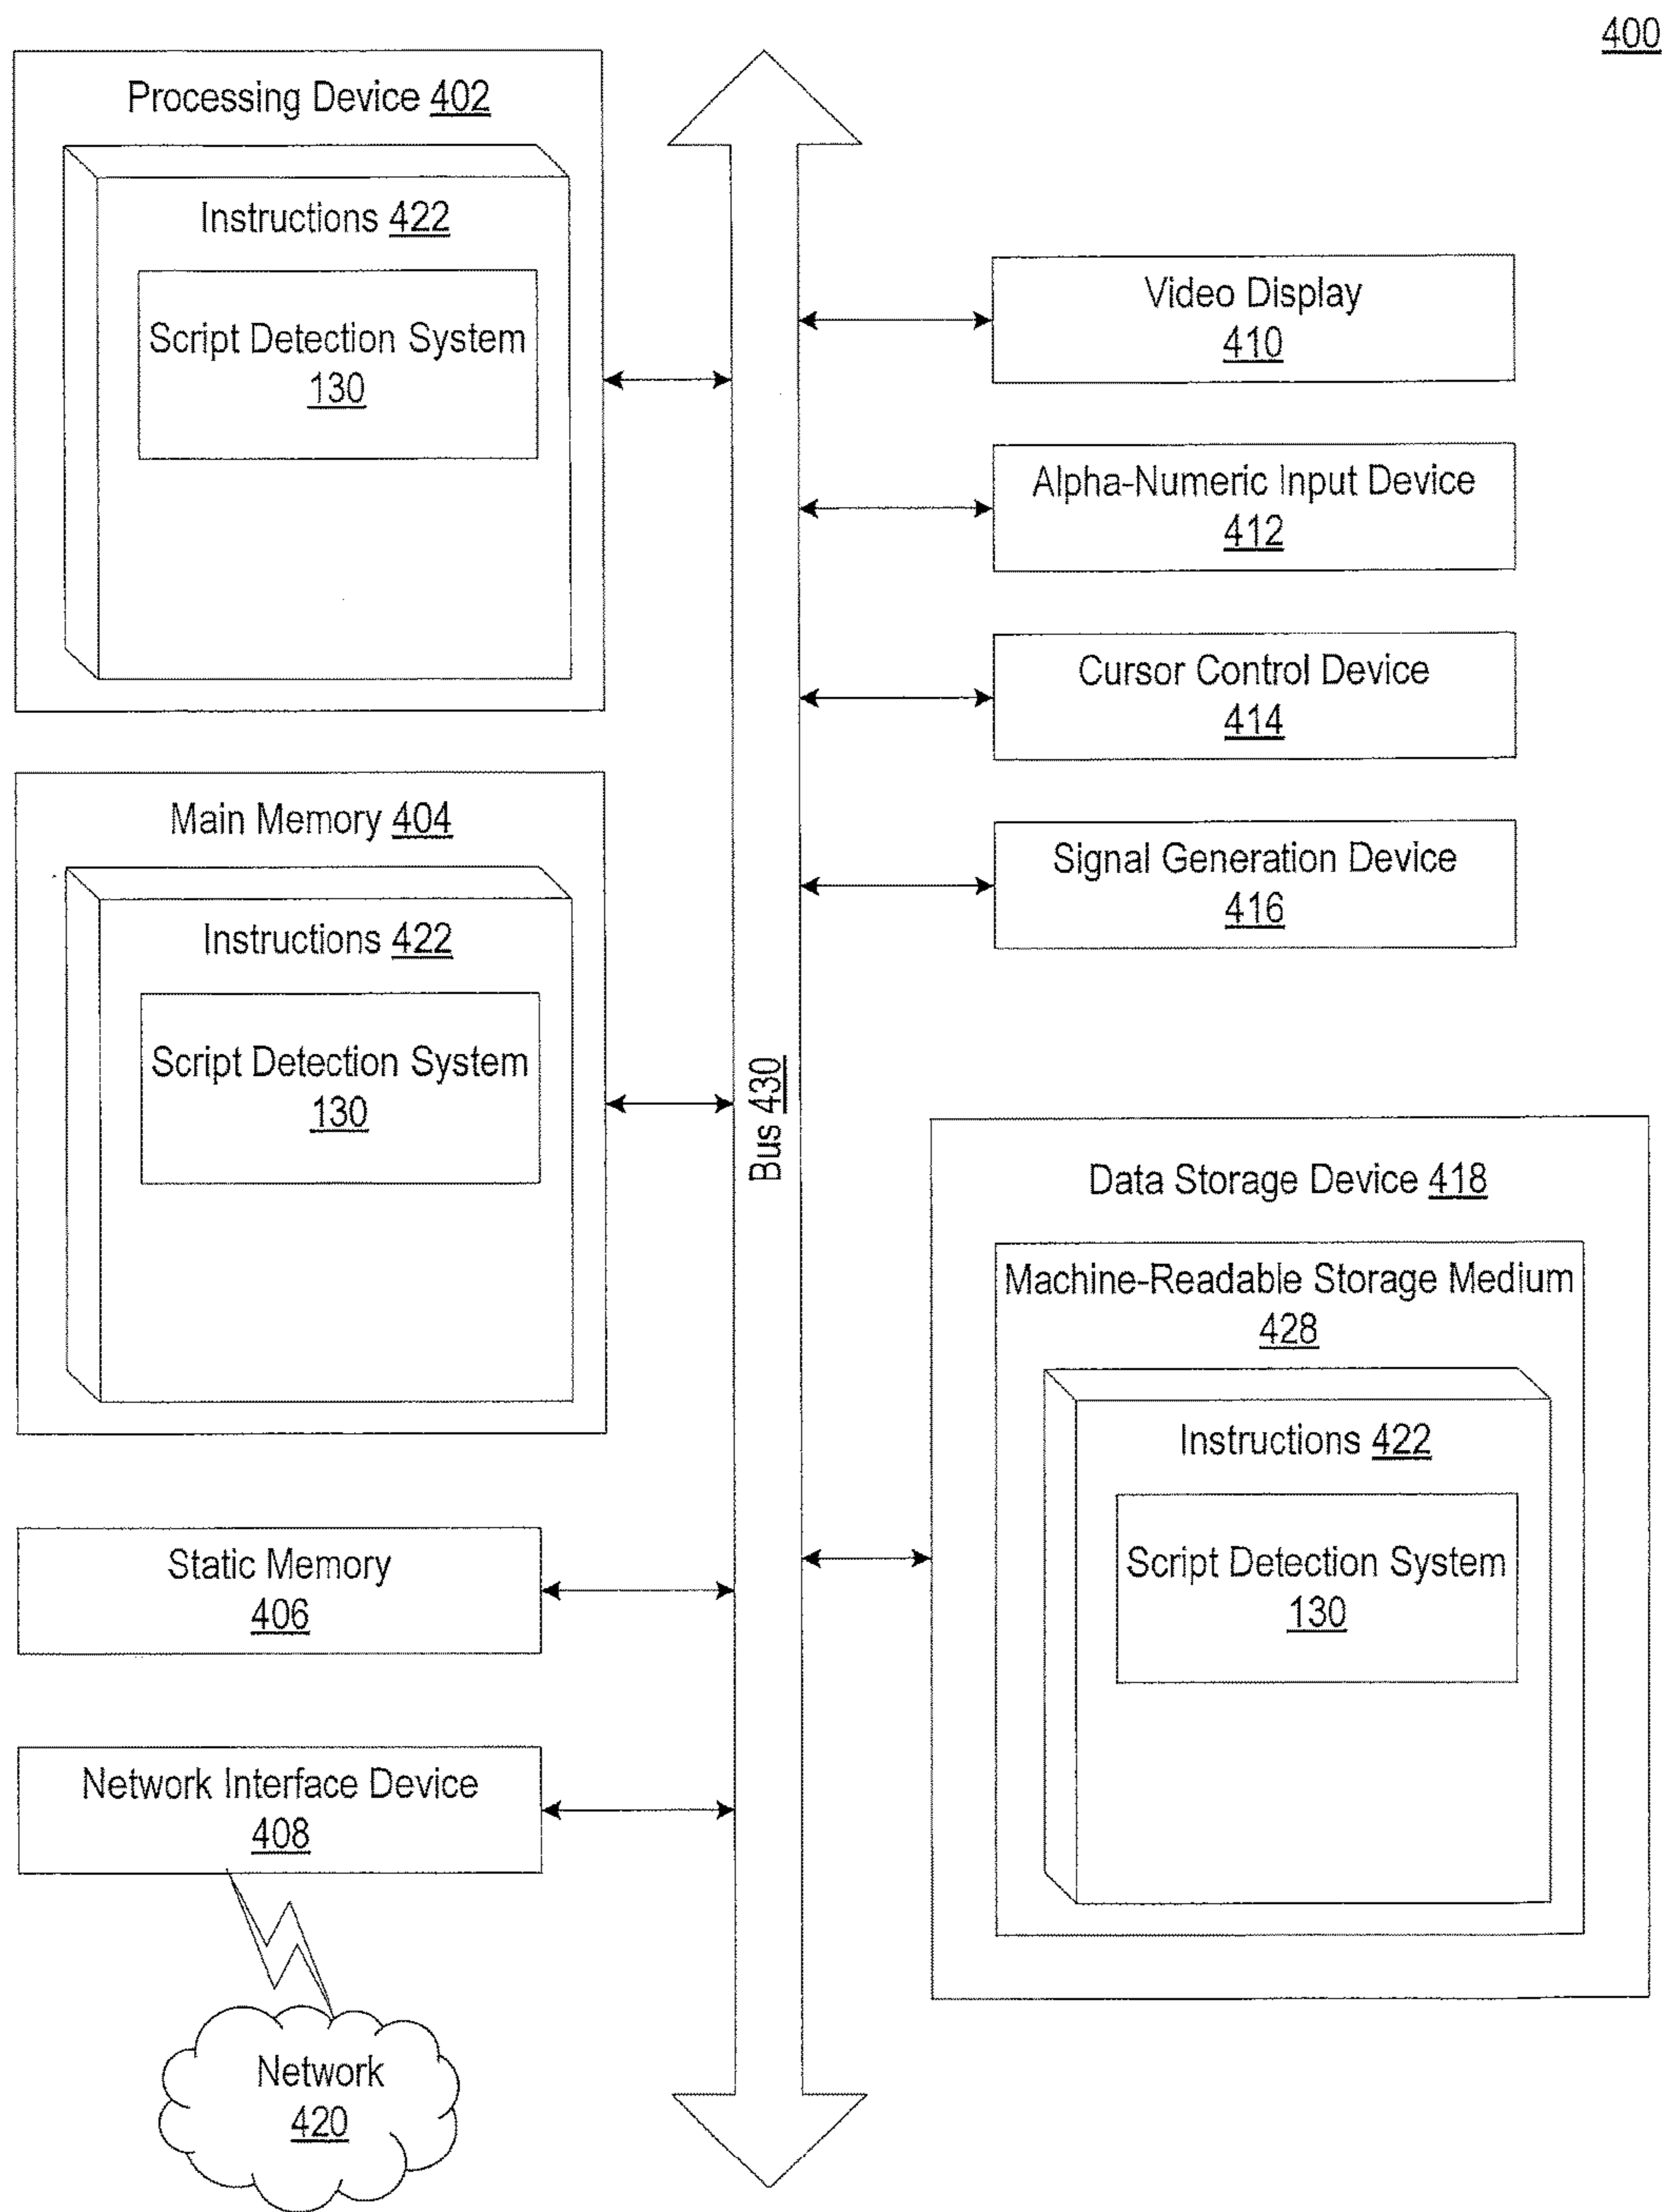 400
Processing Device 402
Instructions 422
Script Detection System
130
Main Memory 404
Instructions 422
Script Detection System
130
Static Memory
406
Network Interface Device
408
Network
420
Bus 430
Video Display
410
Alpha-Numeric Input Device
412
Cursor Control Device
414
Signal Generation Device
416
Data Storage Device 418
Machine-Readable Storage Medium
428
Instructions 422
Script Detection System
130